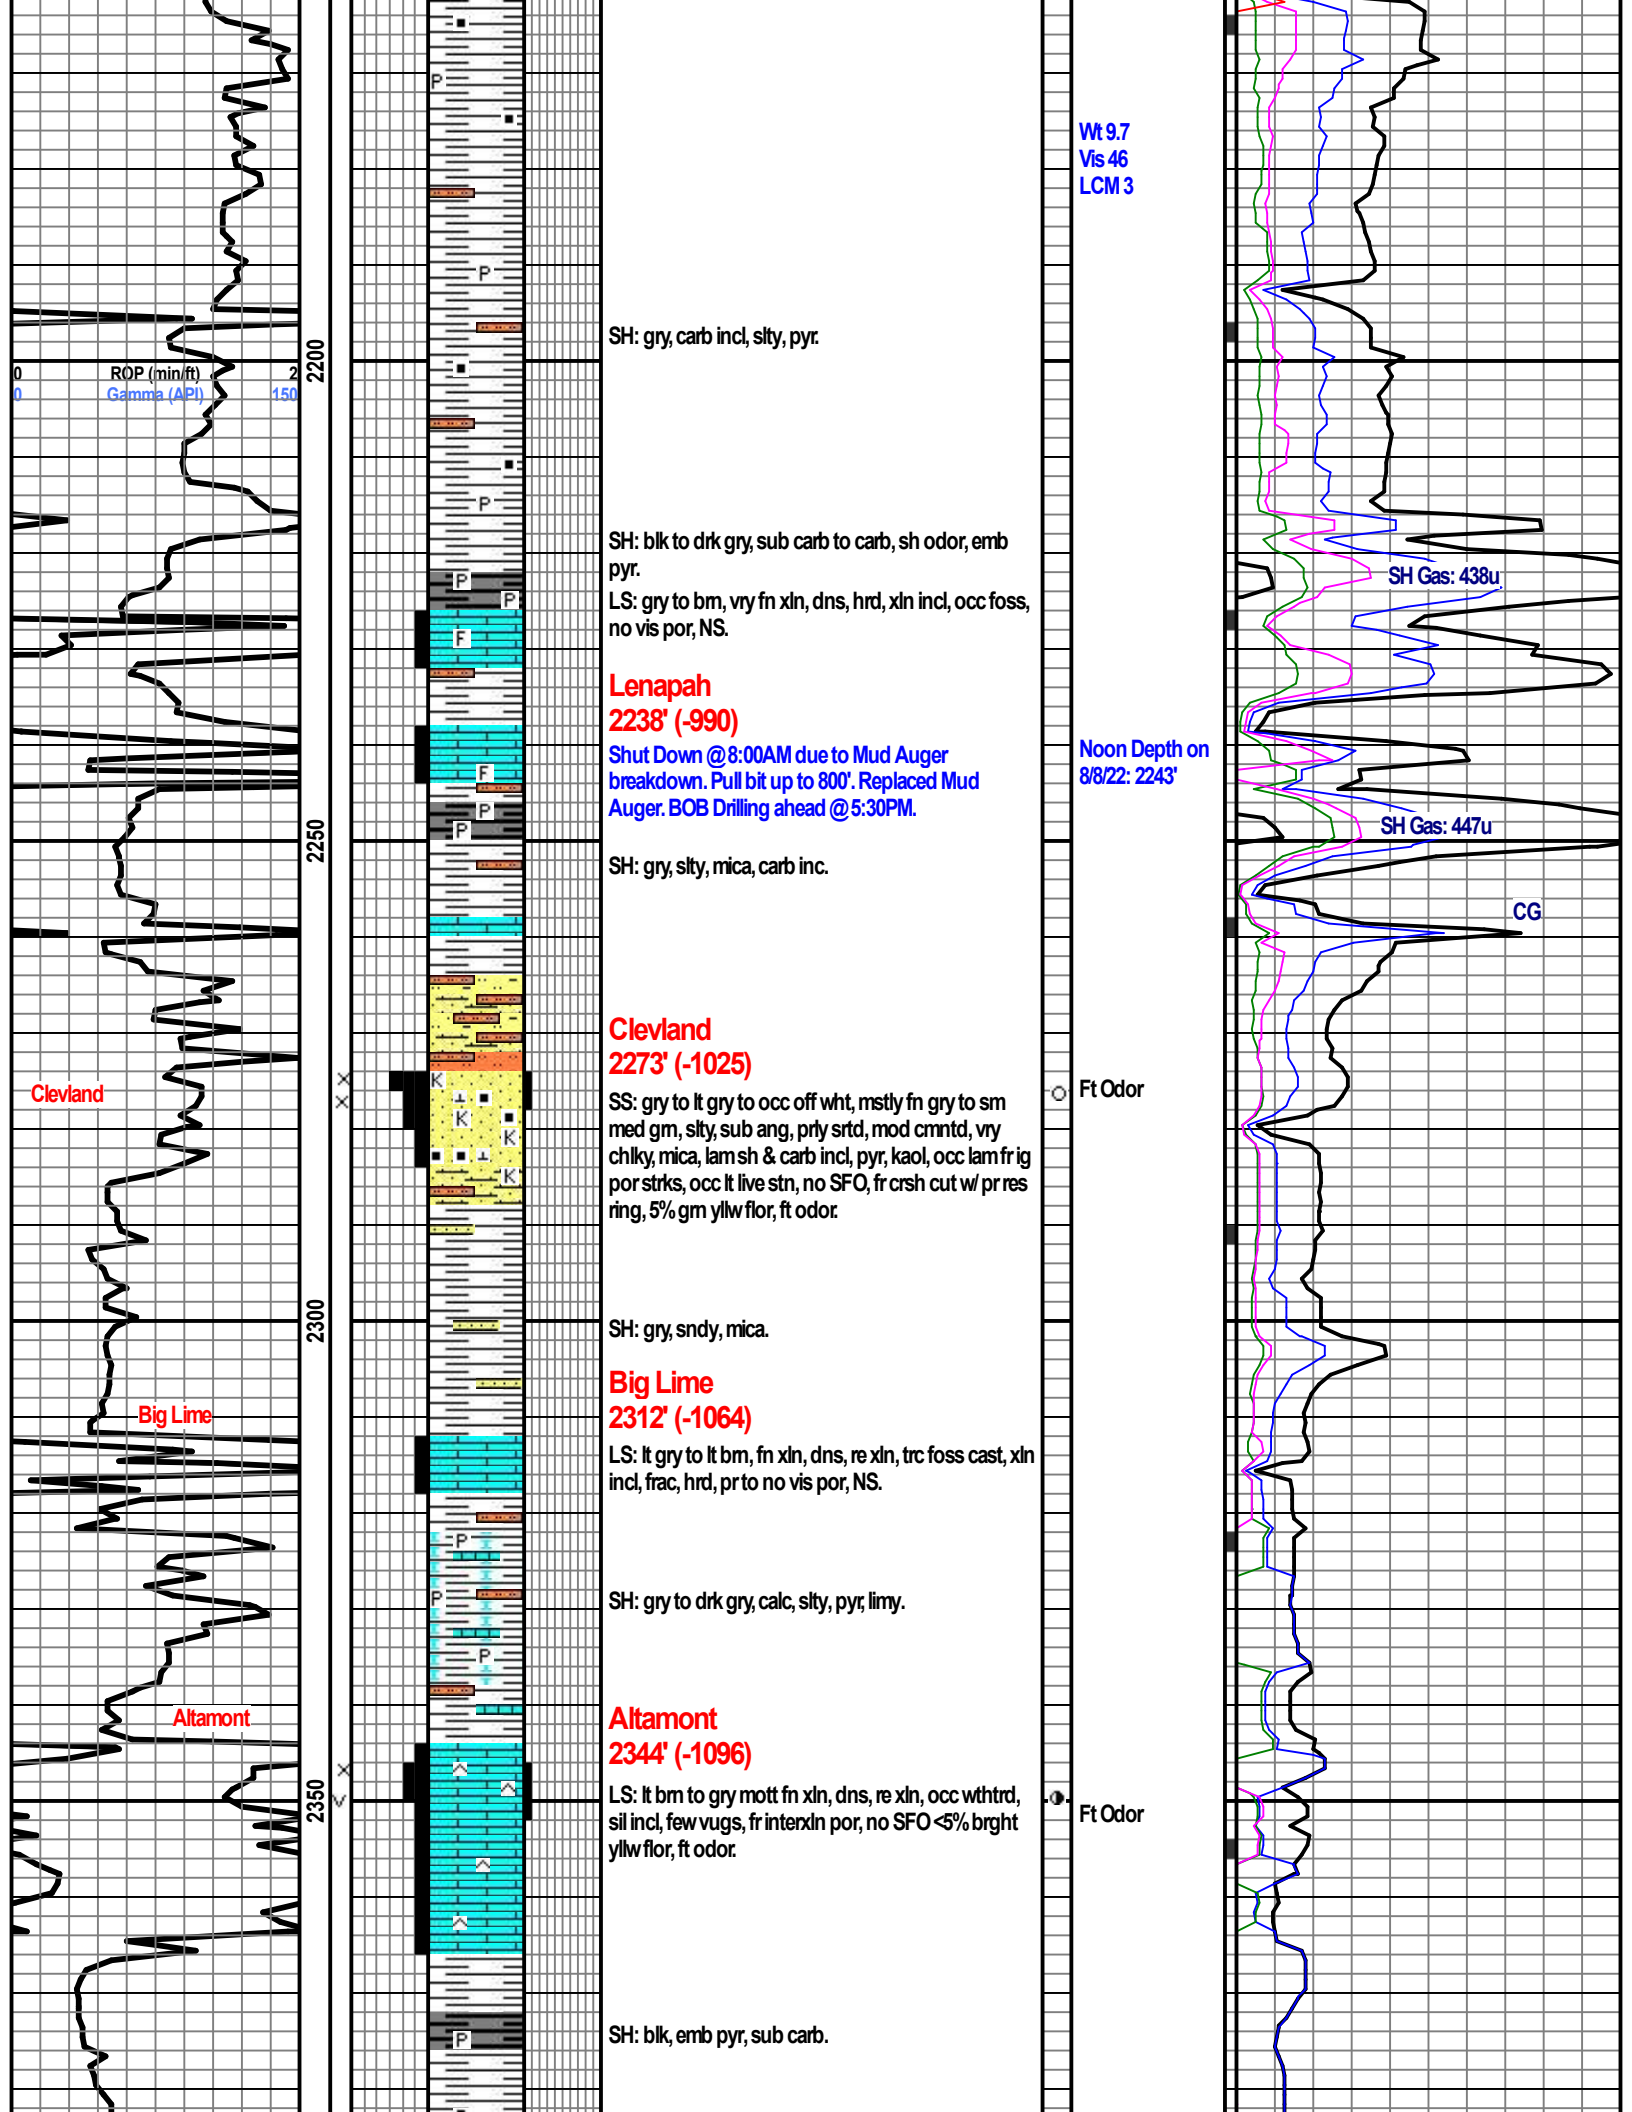 Wt 9.7
Vis 46
LCM 3
SH: gry, carb incl, slty, pyr.
2200
0 ROP (min/ft) 2
0 Gamma (API) 150
SH: blk to drk gry, sub carb to carb, sh odor, emb
pyr.
SH Gas: 438u
LS: gry to brn, vry fn xln, dns, hrd, xln incl, occ foss,
no vis por, NS.
Lenapah
2238' (-990)
Shut Down @ 8:00AM due to Mud Auger
breakdown. Pull bit up to 800'. Replaced Mud
Auger. BOB Drilling ahead @ 5:30PM.
Noon Depth on
8/8/22: 2243'
SH Gas: 447u
2250
SH: gry, slty, mica, carb inc.
CG
Clevland
2273' (-1025)
Clevland
Ft Odor
SS: gry to lt gry to occ off wht, mstly fn gry to sm
med grn, slty, sub ang, prly srtd, mod cmntd, vry
chlky, mica, lam sh & carb incl, pyr, kaol, occ lam fr ig
por strks, occ lt live stn, no SFO, fr crsh cut w/ pr res
ring, 5% grn yllw flor, ft odor.
2300
SH: gry, sndy, mica.
Big Lime
2312' (-1064)
Big Lime
LS: lt gry to lt brn, fn xln, dns, re xln, trc foss cast, xln
incl, frac, hrd, pr to no vis por, NS.
SH: gry to drk gry, calc, slty, pyr, limy.
Altamont
2344' (-1096)
Altamont
2350
LS: lt brn to gry mott fn xln, dns, re xln, occ wthtrd,
sil incl, few vugs, fr interxln por, no SFO <5% brght
yllw flor, ft odor.
Ft Odor
SH: blk, emb pyr, sub carb.
P
P
P
P
P
F
F
P
P
K
K
K
K
P
P
P
P